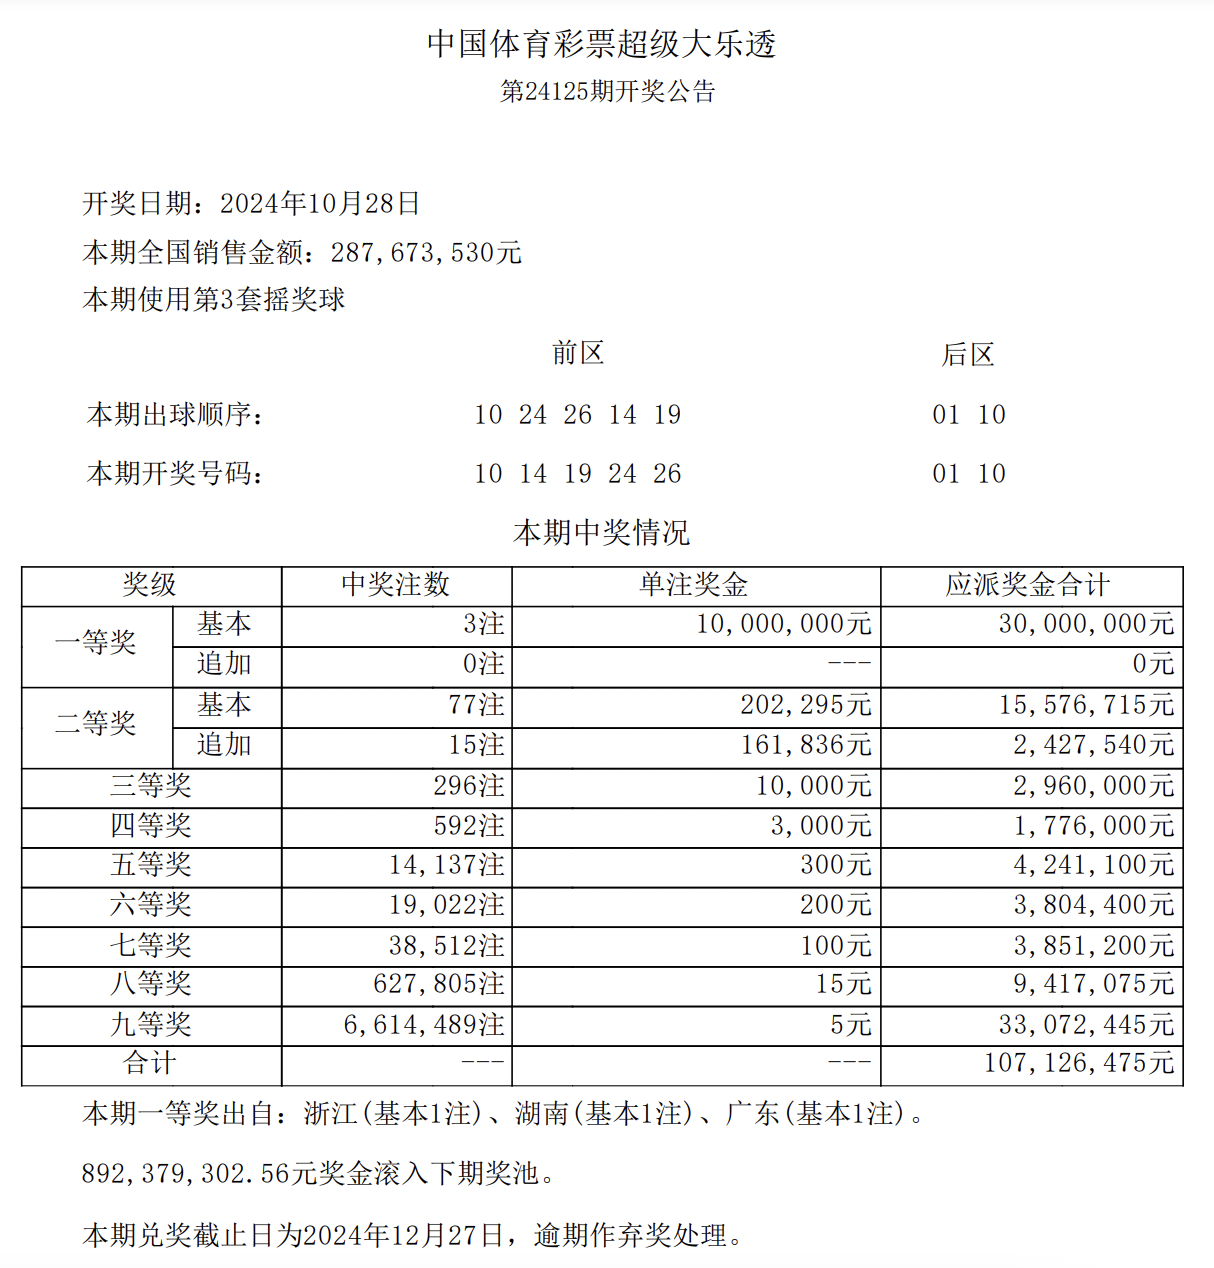 中国体育彩票超级大乐透
第24125期开奖公告
开奖日期：2024年10月28日
本期全国销售金额：287,673,530元
本期使用第3套摇奖球
前区 后区
本期出球顺序： 10 24 26 14 19 01 10
本期开奖号码： 10 14 19 24 26 01 10
本期中奖情况
奖级 中奖注数 单注奖金 应派奖金合计
一等奖 基本 3注 10,000,000元 30,000,000元
追加 0注 --- 0元
二等奖 基本 77注 202,295元 15,576,715元
追加 15注 161,836元 2,427,540元
三等奖 296注 10,000元 2,960,000元
四等奖 592注 3,000元 1,776,000元
五等奖 14,137注 300元 4,241,100元
六等奖 19,022注 200元 3,804,400元
七等奖 38,512注 100元 3,851,200元
八等奖 627,805注 15元 9,417,075元
九等奖 6,614,489注 5元 33,072,445元
合计 --- --- 107,126,475元
本期一等奖出自：浙江(基本1注)、湖南(基本1注)、广东(基本1注)。
892,379,302.56元奖金滚入下期奖池。
本期兑奖截止日为2024年12月27日，逾期作弃奖处理。